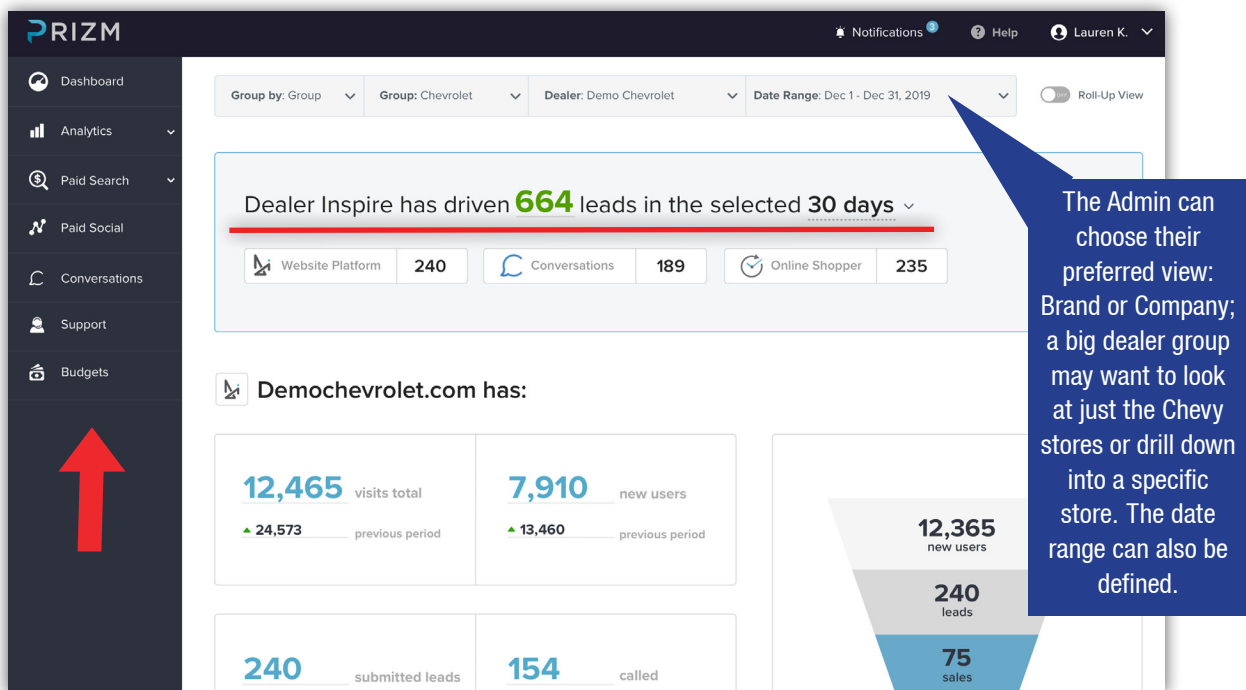 PRIZM
Notifications 3
Help
Lauren K.
Dashboard
Analytics
Paid Search
Paid Social
Conversations
Support
Budgets
Group by: Group
Group: Chevrolet
Dealer: Demo Chevrolet
Date Range: Dec 1 - Dec 31, 2019
OFF
Roll-Up View
Dealer Inspire has driven 664 leads in the selected 30 days
Website Platform 240
Conversations 189
Online Shopper 235
The Admin can
choose their
preferred view:
Brand or Company;
a big dealer group
may want to look
at just the Chevy
stores or drill down
into a specific
store. The date
range can also be
defined.
Demochevrolet.com has:
12,465 visits total
24,573 previous period
7,910 new users
13,460 previous period
240 submitted leads
154 called
12,365
new users
240
leads
75
sales